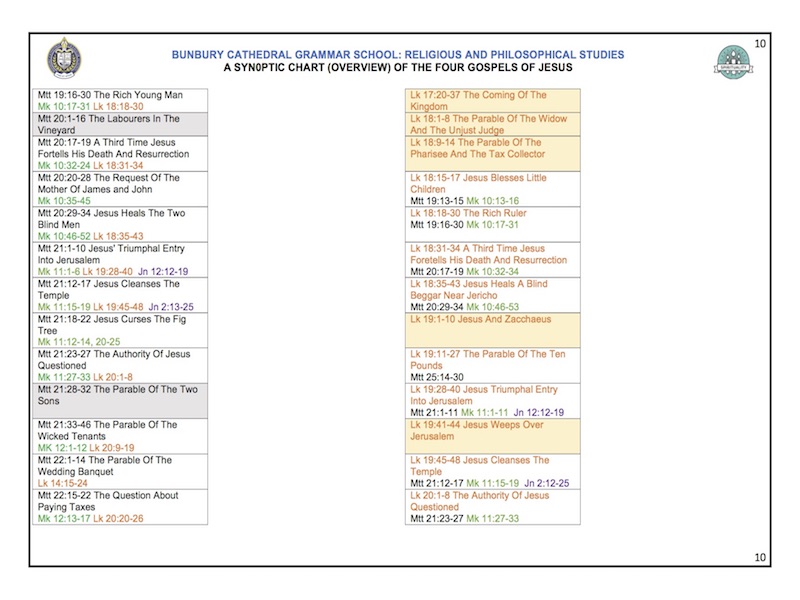 10
BUNBURY CATHEDRAL GRAMMAR SCHOOL: RELIGIOUS AND PHILOSOPHICAL STUDIES
A SYN0PTIC CHART (OVERVIEW) OF THE FOUR GOSPELS OF JESUS
SPIRITUALITY
Mtt 19:16-30 The Rich Young Man
Mk 10:17-31 Lk 18:18-30
Mtt 20:1-16 The Labourers In The
Vineyard
Mtt 20:17-19 A Third Time Jesus
Fortells His Death And Resurrection
Mk 10:32-24 Lk 18:31-34
Mtt 20:20-28 The Request Of The
Mother Of James and John
Mk 10:35-45
Mtt 20:29-34 Jesus Heals The Two
Blind Men
Mk 10:46-52 Lk 18:35-43
Mtt 21:1-10 Jesus' Triumphal Entry
Into Jerusalem
Mk 11:1-6 Lk 19:28-40 Jn 12:12-19
Mtt 21:12-17 Jesus Cleanses The
Temple
Mk 11:15-19 Lk 19:45-48 Jn 2:13-25
Mtt 21:18-22 Jesus Curses The Fig
Tree
Mk 11:12-14, 20-25
Mtt 21:23-27 The Authority Of Jesus
Questioned
Mk 11:27-33 Lk 20:1-8
Mtt 21:28-32 The Parable Of The Two
Sons
Mtt 21:33-46 The Parable Of The
Wicked Tenants
MK 12:1-12 Lk 20:9-19
Mtt 22:1-14 The Parable Of The
Wedding Banquet
Lk 14:15-24
Mtt 22:15-22 The Question About
Paying Taxes
Mk 12:13-17 Lk 20:20-26
Lk 17:20-37 The Coming Of The
Kingdom
Lk 18:1-8 The Parable Of The Widow
And The Unjust Judge
Lk 18:9-14 The Parable Of The
Pharisee And The Tax Collector
Lk 18:15-17 Jesus Blesses Little
Children
Mtt 19:13-15 Mk 10:13-16
Lk 18:18-30 The Rich Ruler
Mtt 19:16-30 Mk 10:17-31
Lk 18:31-34 A Third Time Jesus
Foretells His Death And Resurrection
Mtt 20:17-19 Mk 10:32-34
Lk 18:35-43 Jesus Heals A Blind
Beggar Near Jericho
Mtt 20:29-34 Mk 10:46-53
Lk 19:1-10 Jesus And Zacchaeus
Lk 19:11-27 The Parable Of The Ten
Pounds
Mtt 25:14-30
Lk 19:28-40 Jesus Triumphal Entry
Into Jerusalem
Mtt 21:1-11 Mk 11:1-11 Jn 12:12-19
Lk 19:41-44 Jesus Weeps Over
Jerusalem
Lk 19:45-48 Jesus Cleanses The
Temple
Mtt 21:12-17 Mk 11:15-19 Jn 2:12-25
Lk 20:1-8 The Authority Of Jesus
Questioned
Mtt 21:23-27 Mk 11:27-33
10